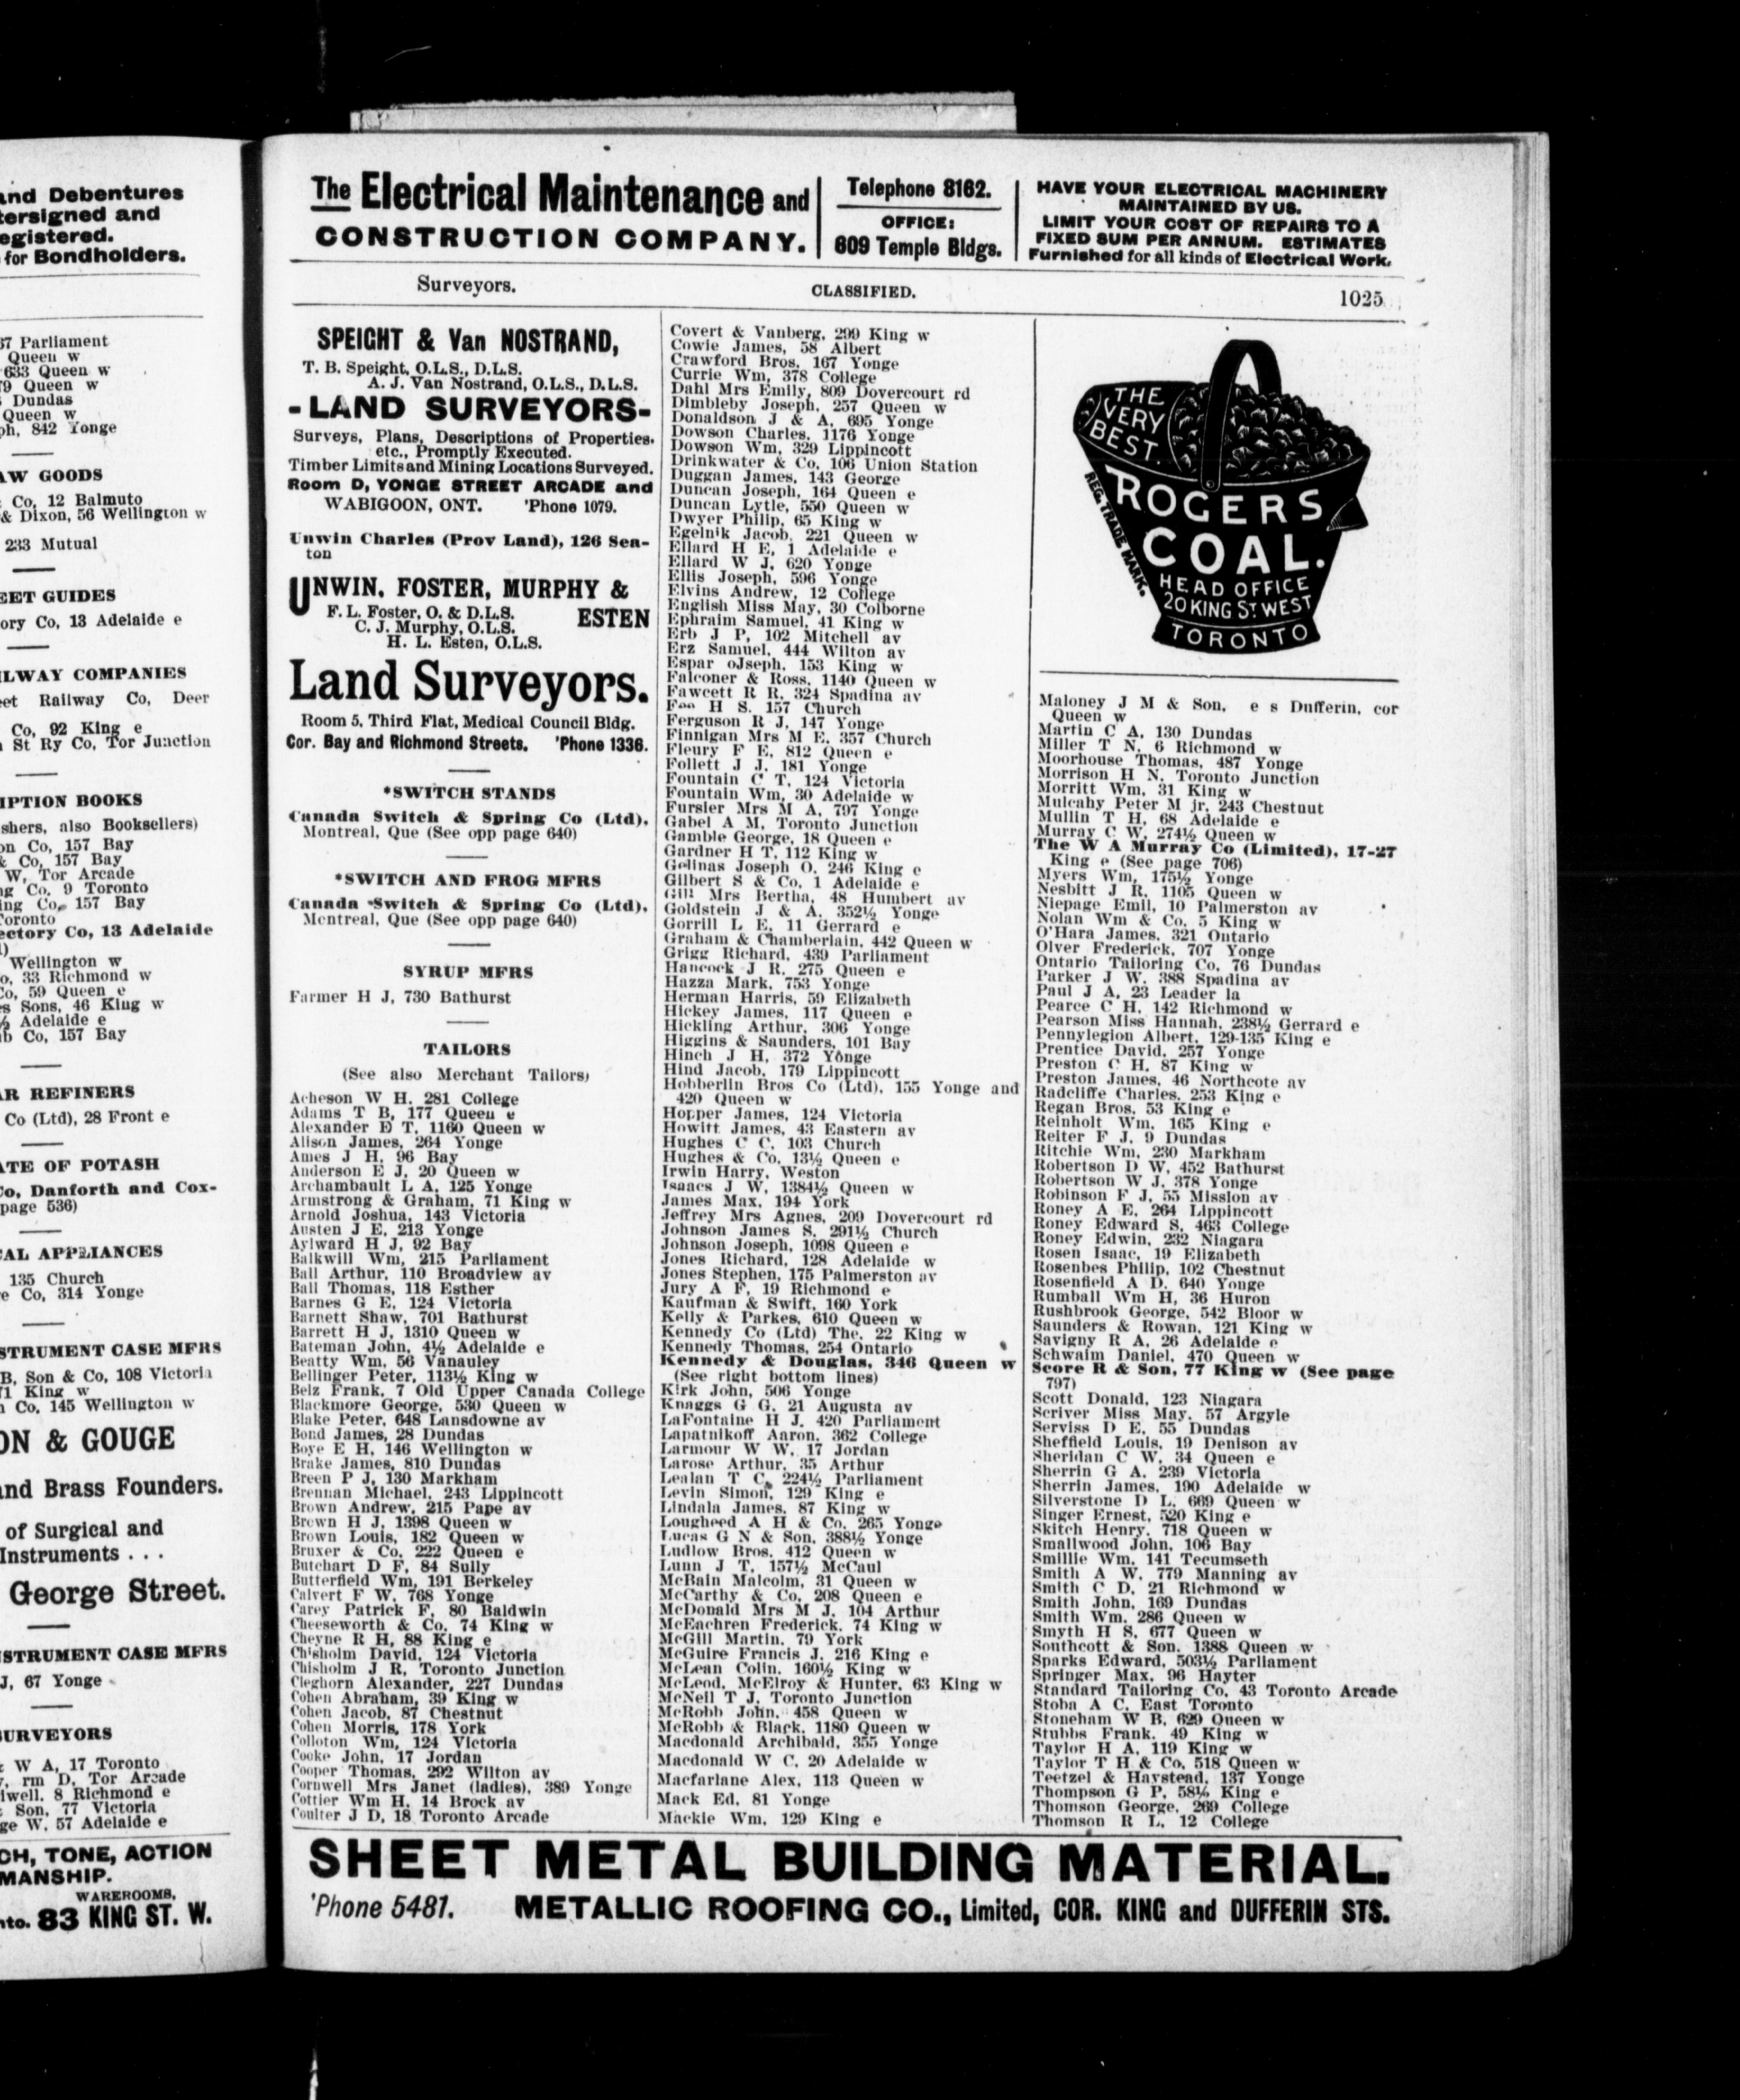 and Debentures
tersigned and
egistered.
for Bondholders.
37 Parliament
Queen w
633 Queen w
79 Queen w
Dundas
Queen w
ph, 842 Yonge
AW GOODS
Co, 12 Balmuto
& Dixon, 56 Wellington w
233 Mutual
EET GUIDES
ory Co, 13 Adelaide e
ILWAY COMPANIES
eet Railway Co, Deer
Co, 92 King e
St Ry Co, Tor Junction
IPTION BOOKS
shers, also Booksellers)
on Co, 157 Bay
& Co, 157 Bay
W, Tor Arcade
ng Co, 9 Toronto
ing Co, 157 Bay
Toronto
ectory Co, 13 Adelaide
Wellington w
o, 33 Richmond w
Co, 59 Queen e
s Sons, 46 King w
½ Adelaide e
ub Co, 157 Bay
AR REFINERS
Co (Ltd), 28 Front e
ATE OF POTASH
Co, Danforth and Cox-
page 536)
CAL APPLIANCES
135 Church
e Co, 314 Yonge
STRUMENT CASE MFRS
B, Son & Co, 108 Victoria
71 King w
n Co, 145 Wellington w
ON & GOUGE
and Brass Founders.
of Surgical and
Instruments . . .
George Street.
STRUMENT CASE MFRS
J, 67 Yonge
SURVEYORS
W A, 17 Toronto
, rm D, Tor Arcade
iwell, 8 Richmond e
Son, 77 Victoria
ge W, 57 Adelaide e
CH, TONE, ACTION
MANSHIP.
WAREROOMS,
nto. 83 KING ST. W.
The Electrical Maintenance and
CONSTRUCTION COMPANY.
Telephone 8162.
OFFICE:
609 Temple Bldgs.
HAVE YOUR ELECTRICAL MACHINERY
MAINTAINED BY US.
LIMIT YOUR COST OF REPAIRS TO A
FIXED SUM PER ANNUM. ESTIMATES
Furnished for all kinds of Electrical Work.
Surveyors. CLASSIFIED. 1025
SPEIGHT & Van NOSTRAND,
T. B. Speight, O.L.S., D.L.S.
A. J. Van Nostrand, O.L.S., D.L.S.
- LAND SURVEYORS-
Surveys, Plans, Descriptions of Properties.
etc., Promptly Executed.
Timber Limits and Mining Locations Surveyed.
Room D, YONGE STREET ARCADE and
WABIGOON, ONT. 'Phone 1079.
Unwin Charles (Prov Land), 126 Sea-
ton
UNWIN, FOSTER, MURPHY &
F. L. Foster, O. & D.L.S. ESTEN
C. J. Murphy, O.L.S.
H. L. Esten, O.L.S.
Land Surveyors.
Room 5, Third Flat, Medical Council Bldg.
Cor. Bay and Richmond Streets. 'Phone 1336.
*SWITCH STANDS
Canada Switch & Spring Co (Ltd),
Montreal, Que (See opp page 640)
*SWITCH AND FROG MFRS
Canada Switch & Spring Co (Ltd),
Montreal, Que (See opp page 640)
SYRUP MFRS
Farmer H J, 730 Bathurst
TAILORS
(See also Merchant Tailors)
Acheson W H, 281 College
Adams T B, 177 Queen e
Alexander E T, 1160 Queen w
Alison James, 264 Yonge
Ames J H, 96 Bay
Anderson E J, 20 Queen w
Archambault L A, 125 Yonge
Armstrong & Graham, 71 King w
Arnold Joshua, 143 Victoria
Austen J E, 213 Yonge
Aylward H J, 92 Bay
Balkwill Wm, 215 Parliament
Ball Arthur, 110 Broadview av
Ball Thomas, 118 Esther
Barnes G E, 124 Victoria
Barnett Shaw, 701 Bathurst
Barrett H J, 1310 Queen w
Bateman John, 4½ Adelaide e
Beatty Wm, 56 Vanauley
Bellinger Peter, 113½ King w
Belz Frank, 7 Old Upper Canada College
Blackmore George, 530 Queen w
Blake Peter, 648 Lansdowne av
Bond James, 28 Dundas
Boye E H, 146 Wellington w
Brake James, 810 Dundas
Breen P J, 130 Markham
Brennan Michael, 243 Lippincott
Brown Andrew, 215 Pape av
Brown H J, 1398 Queen w
Brown Louis, 182 Queen w
Bruxer & Co, 222 Queen e
Butchart D F, 84 Sully
Butterfield Wm, 191 Berkeley
Calvert F W, 768 Yonge
Carey Patrick F, 80 Baldwin
Cheeseworth & Co, 74 King w
Cheyne R H, 88 King e
Chisholm David, 124 Victoria
Chisholm J R, Toronto Junction
Cleghorn Alexander, 227 Dundas
Cohen Abraham, 39 King w
Cohen Jacob, 87 Chestnut
Cohen Morris, 178 York
Colloton Wm, 124 Victoria
Cooke John, 17 Jordan
Cooper Thomas, 292 Wilton av
Cornwell Mrs Janet (ladies), 389 Yonge
Cottier Wm H, 14 Brock av
Coulter J D, 18 Toronto Arcade
Covert & Vanberg, 299 King w
Cowie James, 58 Albert
Crawford Bros, 167 Yonge
Currie Wm, 378 College
Dahl Mrs Emily, 809 Dovercourt rd
Dimbleby Joseph, 257 Queen w
Donaldson J & A, 695 Yonge
Dowson Charles, 1176 Yonge
Dowson Wm, 329 Lippincott
Drinkwater & Co, 106 Union Station
Duggan James, 143 George
Duncan Joseph, 164 Queen e
Duncan Lytle, 550 Queen w
Dwyer Philip, 65 King w
Egelnik Jacob, 221 Queen w
Ellard H E, 1 Adelaide e
Ellard W J, 620 Yonge
Ellis Joseph, 596 Yonge
Elvins Andrew, 12 College
English Miss May, 30 Colborne
Ephraim Samuel, 41 King w
Erb J P, 102 Mitchell av
Erz Samuel, 444 Wilton av
Espar oJseph, 153 King w
Falconer & Ross, 1140 Queen w
Fawcett R R, 324 Spadina av
Fee H S, 157 Church
Ferguson R J, 147 Yonge
Finnigan Mrs M E, 357 Church
Fleury F E, 812 Queen e
Follett J J, 181 Yonge
Fountain C T, 124 Victoria
Fountain Wm, 30 Adelaide w
Fursler Mrs M A, 797 Yonge
Gabel A M, Toronto Junction
Gamble George, 18 Queen e
Gardner H T, 112 King w
Gelinas Joseph O, 246 King e
Gilbert S & Co, 1 Adelaide e
Gill Mrs Bertha, 48 Humbert av
Goldstein J & A, 352½ Yonge
Gorrill L E, 11 Gerrard e
Graham & Chamberlain, 442 Queen w
Grigg Richard, 439 Parliament
Hancock J R, 275 Queen e
Hazza Mark, 753 Yonge
Herman Harris, 59 Elizabeth
Hickey James, 117 Queen e
Hickling Arthur, 306 Yonge
Higgins & Saunders, 101 Bay
Hinch J H, 372 Yonge
Hind Jacob, 179 Lippincott
Hobberlin Bros Co (Ltd), 155 Yonge and
420 Queen w
Hopper James, 124 Victoria
Howitt James, 43 Eastern av
Hughes C C, 103 Church
Hughes & Co, 13½ Queen e
Irwin Harry, Weston
Isaacs J W, 1384½ Queen w
James Max, 194 York
Jeffrey Mrs Agnes, 209 Dovercourt rd
Johnson James S, 291½ Church
Johnson Joseph, 1098 Queen e
Jones Richard, 128 Adelaide w
Jones Stephen, 175 Palmerston av
Jury A F, 19 Richmond e
Kaufman & Swift, 160 York
Kelly & Parkes, 610 Queen w
Kennedy Co (Ltd) The, 22 King w
Kennedy Thomas, 254 Ontario
Kennedy & Douglas, 346 Queen w
(See right bottom lines)
Kirk John, 506 Yonge
Knaggs G G, 21 Augusta av
LaFontaine H J, 420 Parliament
Lapatnikoff Aaron, 362 College
Larmour W W, 17 Jordan
Larose Arthur, 35 Arthur
Lealan T C, 224½ Parliament
Levin Simon, 129 King e
Lindala James, 87 King w
Lougheed A H & Co, 265 Yonge
Lucas G N & Son, 388½ Yonge
Ludlow Bros, 412 Queen w
Lunn J T, 157½ McCaul
McBain Malcolm, 31 Queen w
McCarthy & Co, 208 Queen e
McDonald Mrs M J, 104 Arthur
McEachren Frederick, 74 King w
McGill Martin, 79 York
McGuire Francis J, 216 King e
McLean Colin, 160½ King w
McLeod, McElroy & Hunter, 63 King w
McNeil T J, Toronto Junction
McRobb John, 458 Queen w
McRobb & Black, 1180 Queen w
Macdonald Archibald, 355 Yonge
Macdonald W C, 20 Adelaide w
Macfarlane Alex, 113 Queen w
Mack Ed, 81 Yonge
Mackie Wm, 129 King e
THE
VERY
BEST.
REG. TRADE MARK.
ROGERS
COAL.
HEAD OFFICE
20 KING ST WEST
TORONTO
Maloney J M & Son, e s Dufferin, cor
Queen w
Martin C A, 130 Dundas
Miller T N, 6 Richmond w
Moorhouse Thomas, 487 Yonge
Morrison H N, Toronto Junction
Morritt Wm, 31 King w
Mulcahy Peter M jr, 243 Chestnut
Mullin T H, 68 Adelaide e
Murray C W, 274½ Queen w
The W A Murray Co (Limited), 17-27
King e (See page 706)
Myers Wm, 175½ Yonge
Nesbitt J R, 1105 Queen w
Niepage Emil, 10 Palmerston av
Nolan Wm & Co, 5 King w
O'Hara James, 321 Ontario
Olver Frederick, 707 Yonge
Ontario Tailoring Co, 76 Dundas
Parker J W, 388 Spadina av
Paul J A, 23 Leader la
Pearce C H, 142 Richmond w
Pearson Miss Hannah, 238½ Gerrard e
Pennylegion Albert, 129-135 King e
Prentice David, 257 Yonge
Preston C H, 87 King w
Preston James, 46 Northcote av
Radcliffe Charles, 253 King e
Regan Bros, 53 King e
Reinholt Wm, 165 King e
Reiter F J, 9 Dundas
Ritchie Wm, 230 Markham
Robertson D W, 452 Bathurst
Robertson W J, 378 Yonge
Robinson F J, 55 Mission av
Roney A E, 264 Lippincott
Roney Edward S, 463 College
Roney Edwin, 232 Niagara
Rosen Isaac, 19 Elizabeth
Rosenbes Philip, 102 Chestnut
Rosenfield A D, 640 Yonge
Rumball Wm H, 36 Huron
Rushbrook George, 542 Bloor w
Saunders & Rowan, 121 King w
Savigny R A, 26 Adelaide e
Schwalm Daniel, 470 Queen w
Score R & Son, 77 King w (See page
797)
Scott Donald, 123 Niagara
Scriver Miss May, 57 Argyle
Serviss D E, 55 Dundas
Sheffield Louis, 19 Denison av
Sheridan C W, 34 Queen e
Sherrin G A, 239 Victoria
Sherrin James, 190 Adelaide w
Silverstone D L, 669 Queen w
Singer Ernest, 520 King e
Skitch Henry, 718 Queen w
Smallwood John, 106 Bay
Smillie Wm, 141 Tecumseth
Smith A W, 779 Manning av
Smith C D, 21 Richmond w
Smith John, 169 Dundas
Smith Wm, 286 Queen w
Smyth H S, 677 Queen w
Southcott & Son, 1388 Queen w
Sparks Edward, 503½ Parliament
Springer Max, 96 Hayter
Standard Tailoring Co, 43 Toronto Arcade
Stoba A C, East Toronto
Stoneham W B, 629 Queen w
Stubbs Frank, 49 King w
Taylor H A, 119 King w
Taylor T H & Co, 518 Queen w
Teetzel & Haystead, 137 Yonge
Thompson G P, 58½ King e
Thomson George, 269 College
Thomson R L, 12 College
SHEET METAL BUILDING MATERIAL.
'Phone 5481. METALLIC ROOFING CO., Limited, COR. KING and DUFFERIN STS.